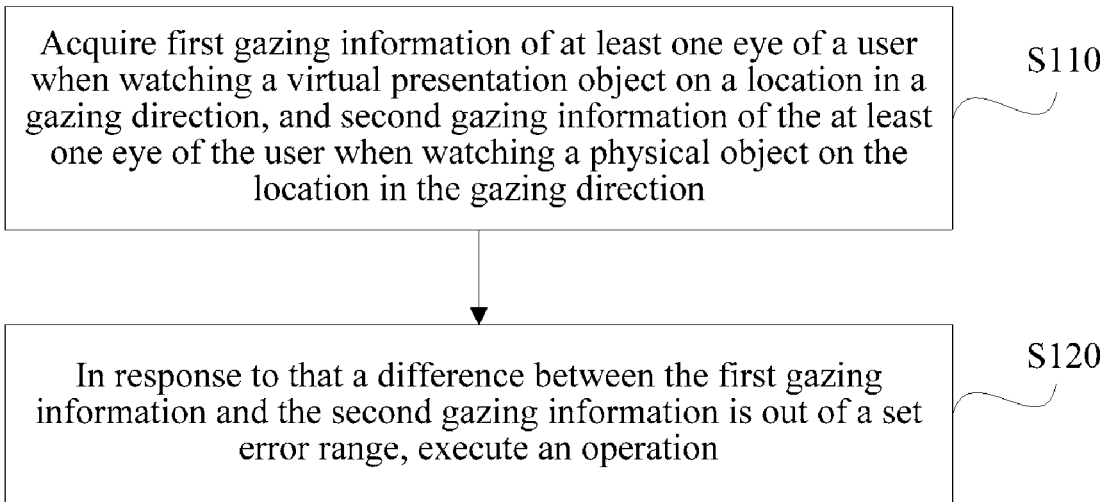 Acquire first gazing information of at least one eye of a user
when watching a virtual presentation object on a location in a
gazing direction, and second gazing information of the at least
one eye of the user when watching a physical object on the
location in the gazing direction
S110
In response to that a difference between the first gazing
information and the second gazing information is out of a set
error range, execute an operation
S120